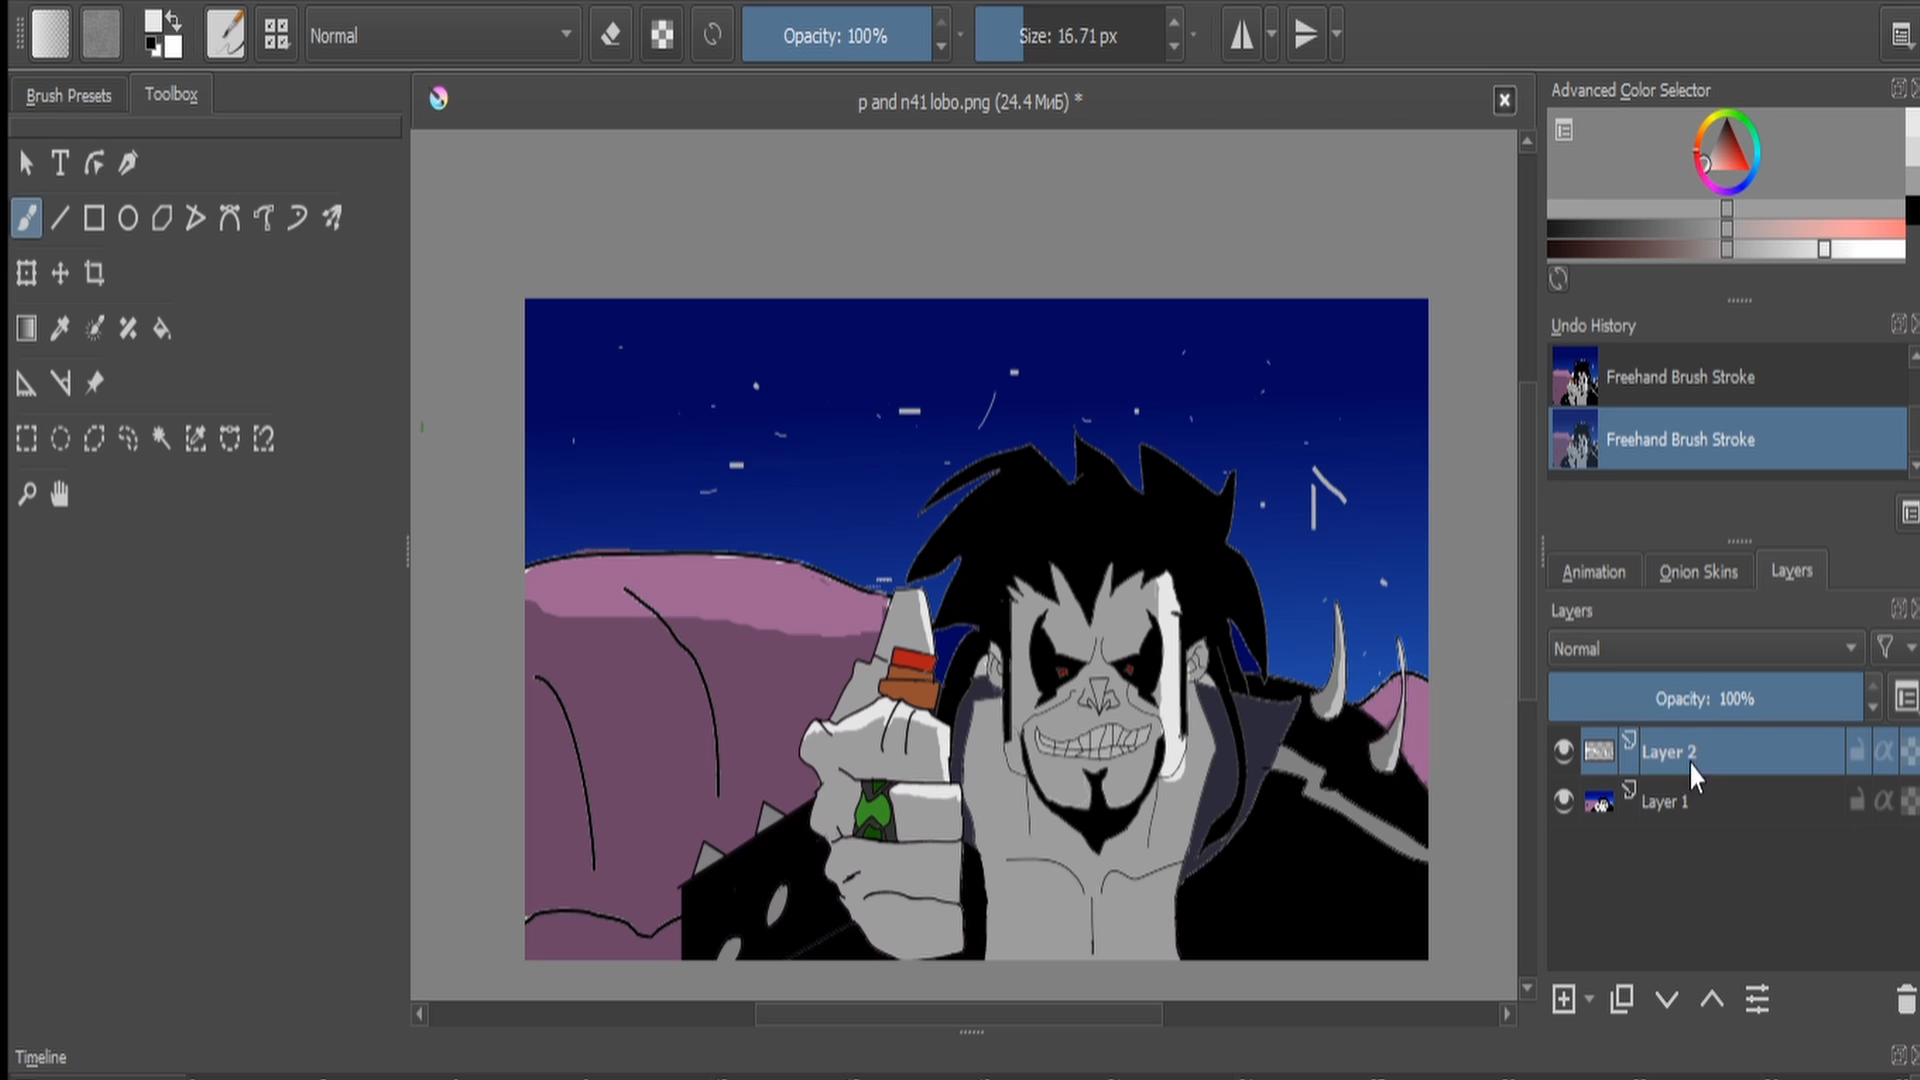 Normal
Opacity: 100%
Size: 16.71 px
Brush Presets
Toolbox
p and n41 lobo.png (24.4 МиБ) *
Advanced Color Selector
Undo History
Freehand Brush Stroke
Freehand Brush Stroke
Animation
Onion Skins
Layers
Layers
Normal
Opacity: 100%
Layer 2
Layer 1
Timeline